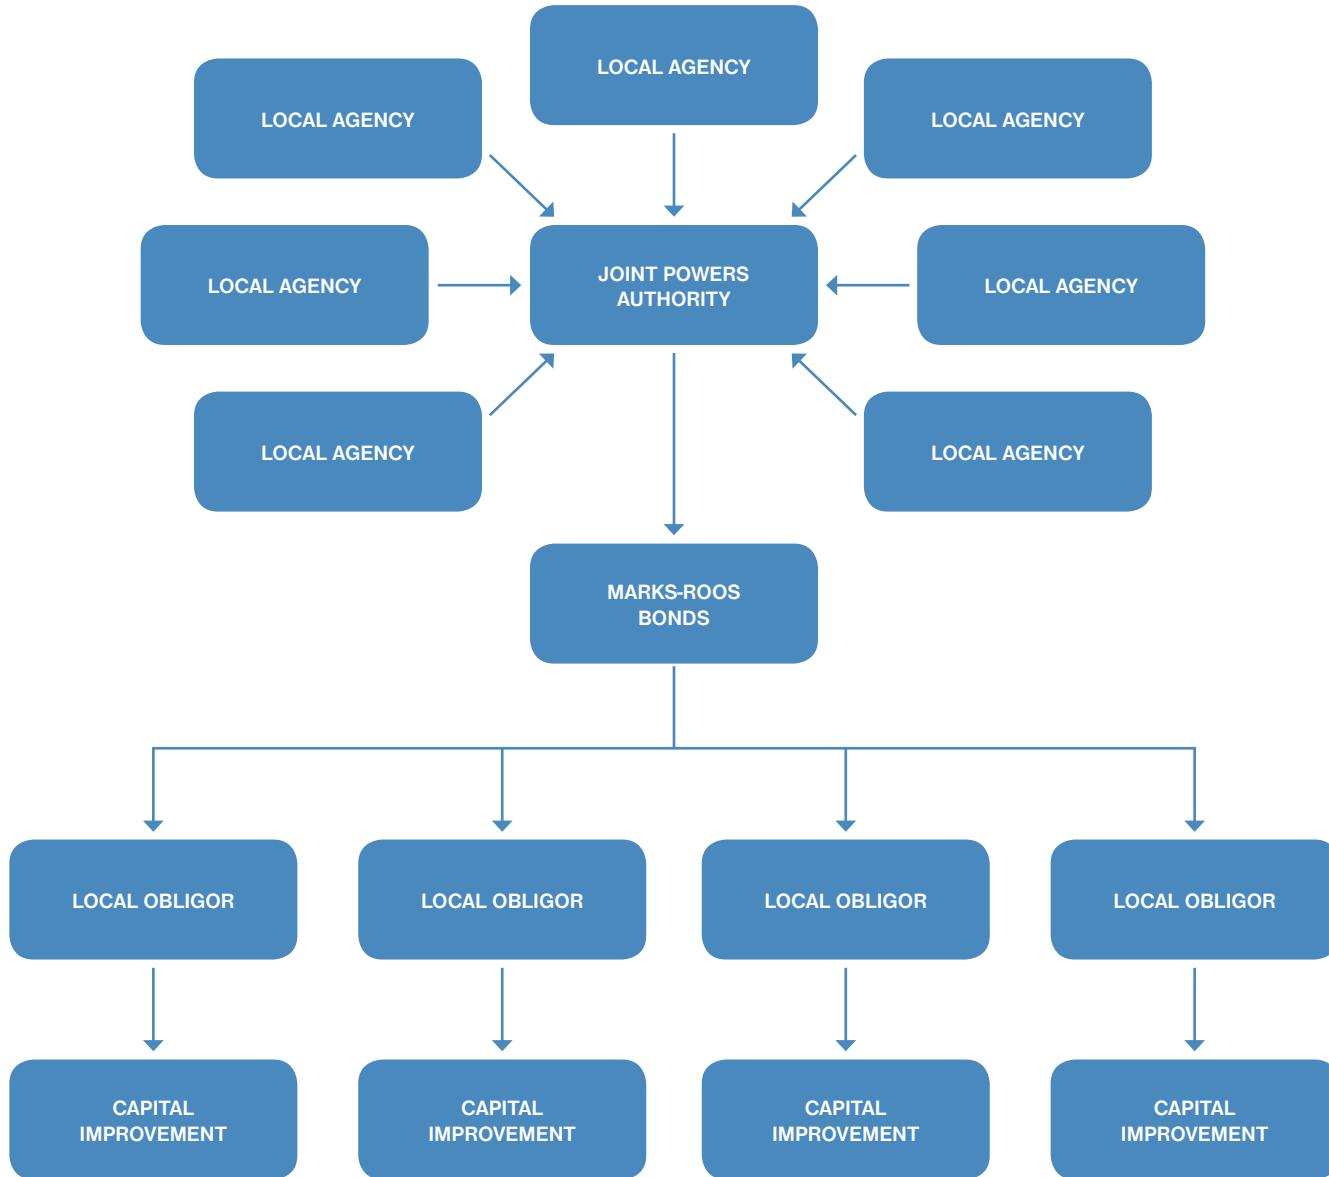 LOCAL AGENCY
LOCAL AGENCY
LOCAL AGENCY
LOCAL AGENCY
JOINT POWERS
AUTHORITY
LOCAL AGENCY
LOCAL AGENCY
LOCAL AGENCY
MARKS-ROOS
BONDS
LOCAL OBLIGOR
LOCAL OBLIGOR
LOCAL OBLIGOR
LOCAL OBLIGOR
CAPITAL
IMPROVEMENT
CAPITAL
IMPROVEMENT
CAPITAL
IMPROVEMENT
CAPITAL
IMPROVEMENT